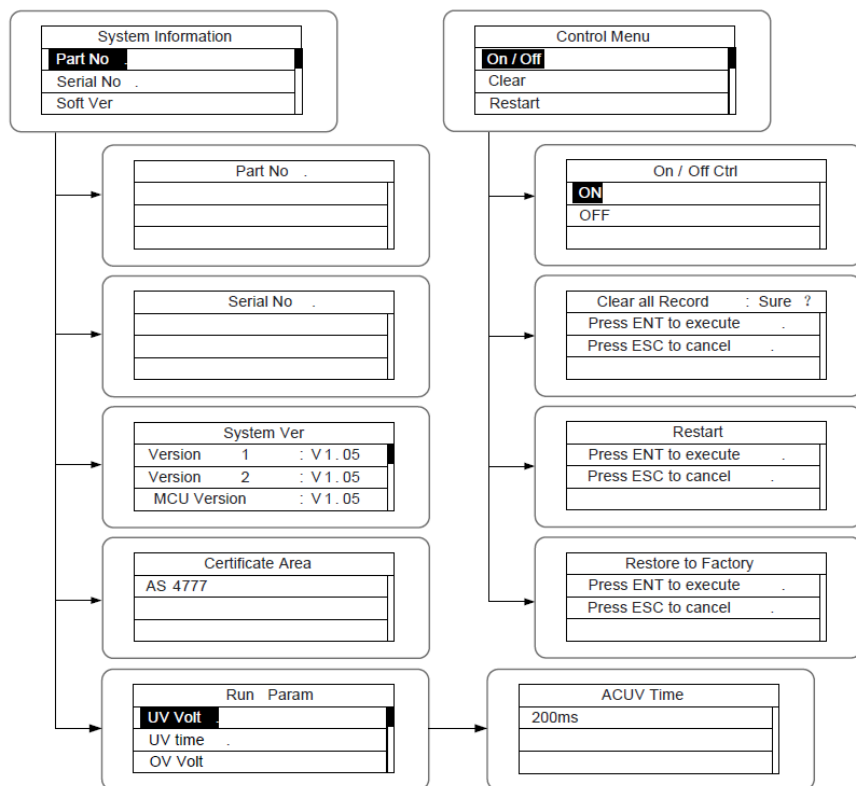 System Information
Part No .
Serial No .
Soft Ver
Control Menu
On / Off
Clear
Restart
Part No .
Serial No .
System Ver
Version 1 : V 1 . 05
Version 2 : V 1 . 05
MCU Version : V 1 . 05
Certificate Area
AS 4777
Run Param
UV Volt .
UV time .
OV Volt
On / Off Ctrl
ON
OFF
Clear all Record : Sure ?
Press ENT to execute .
Press ESC to cancel .
Restart
Press ENT to execute .
Press ESC to cancel .
Restore to Factory
Press ENT to execute .
Press ESC to cancel .
ACUV Time
200ms